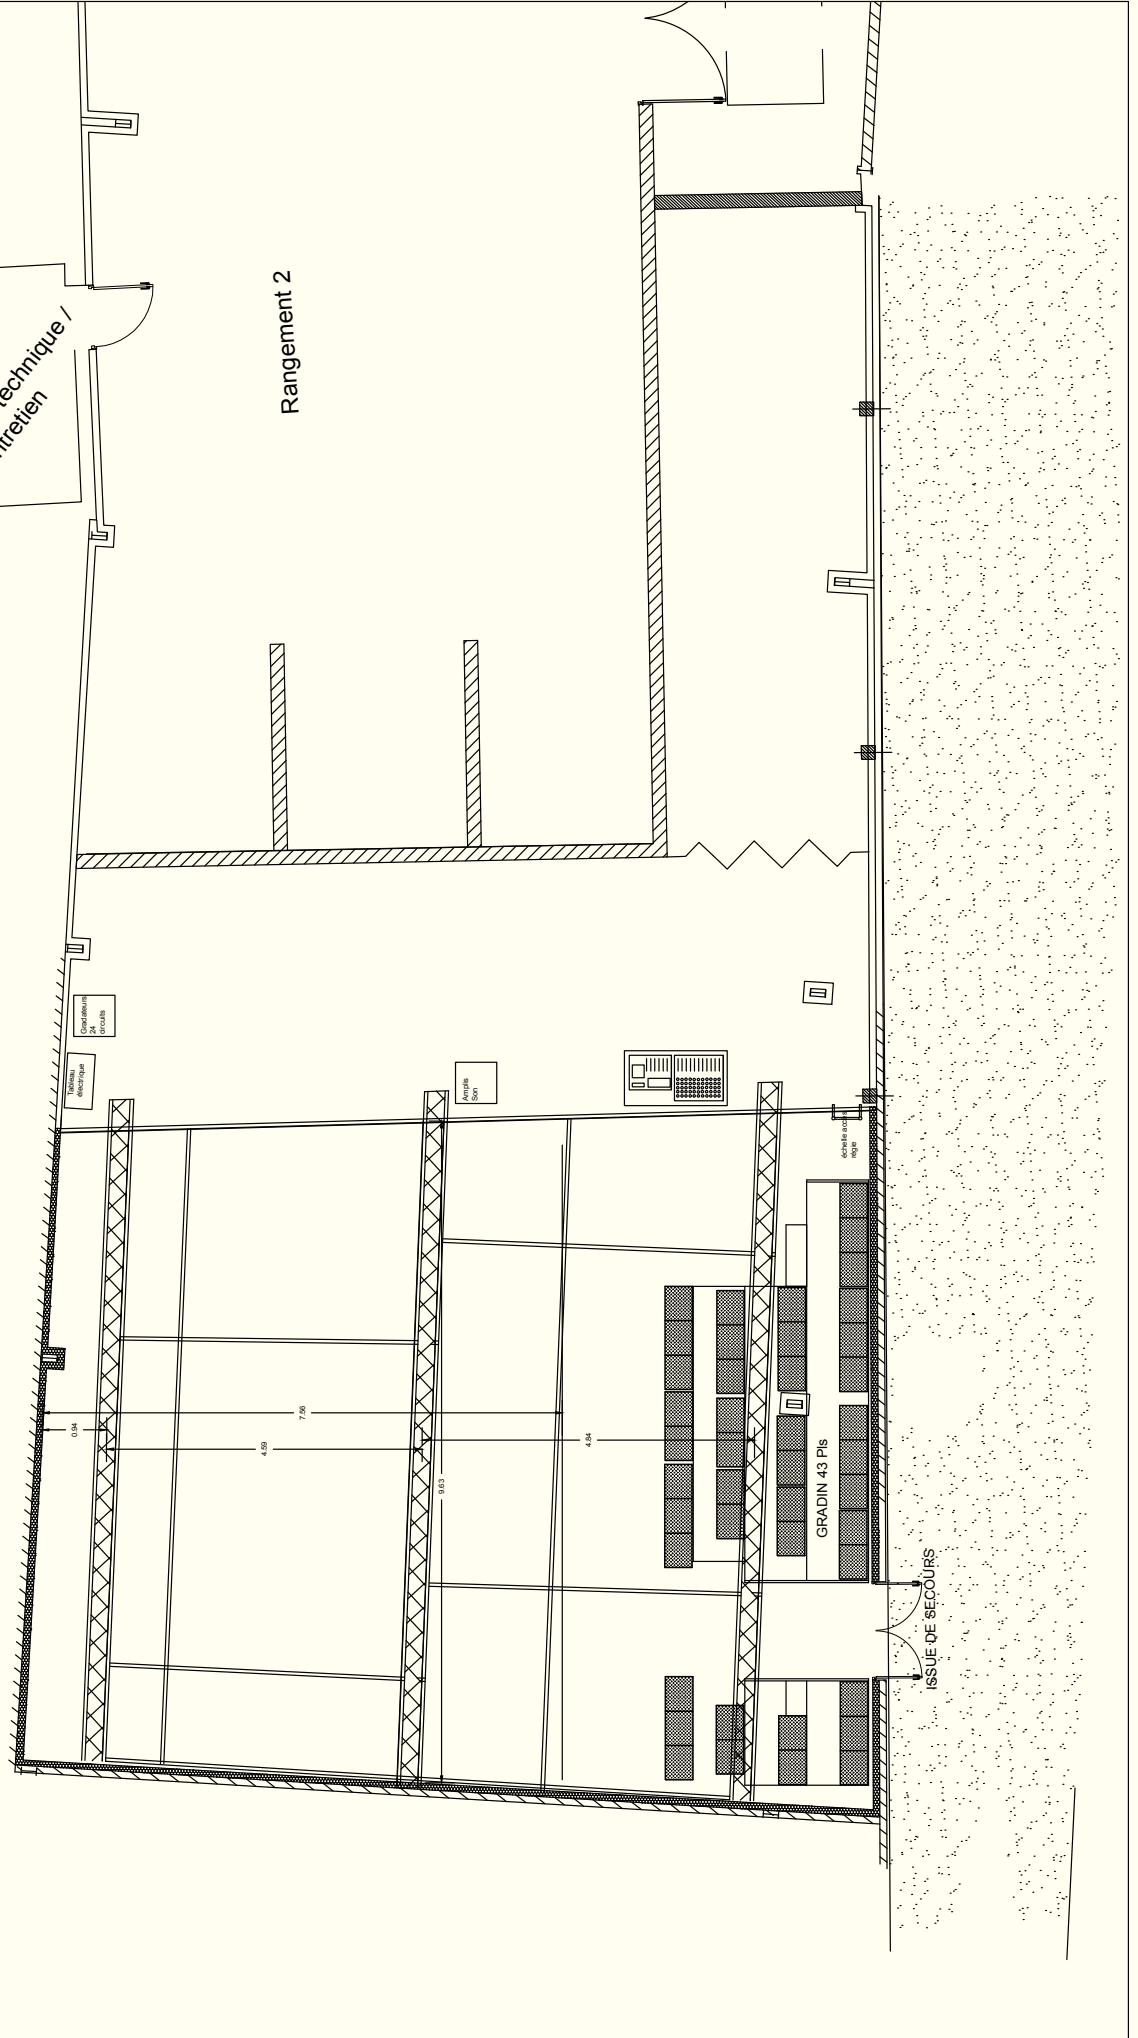 technique /
Rangement 2
Gradateurs
24
circuits
Tableau
électrique
Amplis
Son
échelle accès
régie
0.94
7.56
4.59
4.84
9.63
GRADIN 43 Pls
ISSUE DE SECOURS